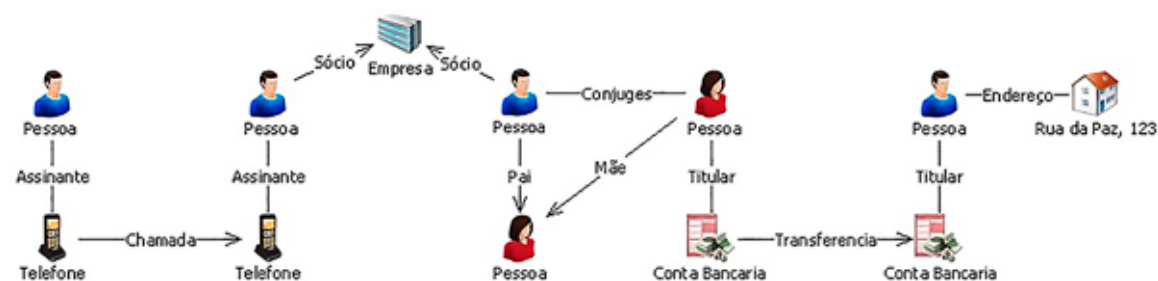 Sócio
Empresa
Sócio
Pessoa
Pessoa
Pessoa
Conjuges
Pessoa
Pessoa
Endereço
Rua da Paz, 123
Assinante
Assinante
Pai
Mãe
Titular
Titular
Telefone
Chamada
Telefone
Pessoa
Conta Bancaria
Transferencia
Conta Bancaria